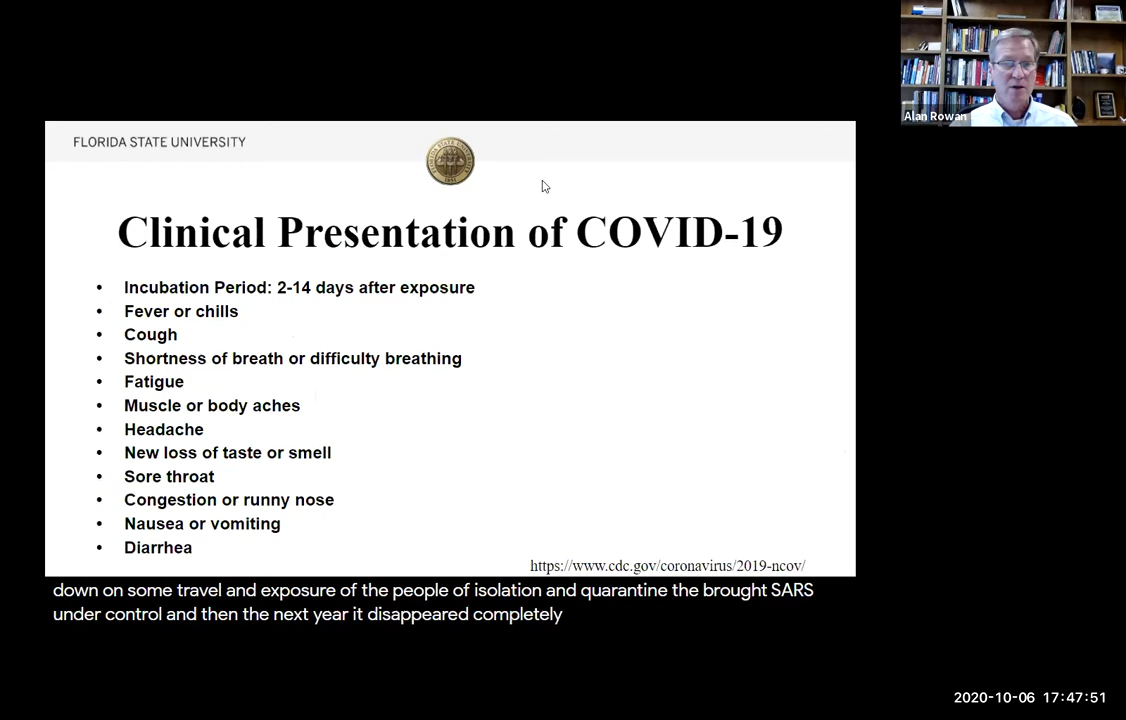 Alan Rowan
FLORIDA STATE UNIVERSITY
Clinical Presentation of COVID-19
• Incubation Period: 2-14 days after exposure
• Fever or chills
• Cough
• Shortness of breath or difficulty breathing
• Fatigue
• Muscle or body aches
• Headache
• New loss of taste or smell
• Sore throat
• Congestion or runny nose
• Nausea or vomiting
• Diarrhea
https://www.cdc.gov/coronavirus/2019-ncov/
down on some travel and exposure of the people of isolation and quarantine the brought SARS
under control and then the next year it disappeared completely
2020-10-06 17:47:51